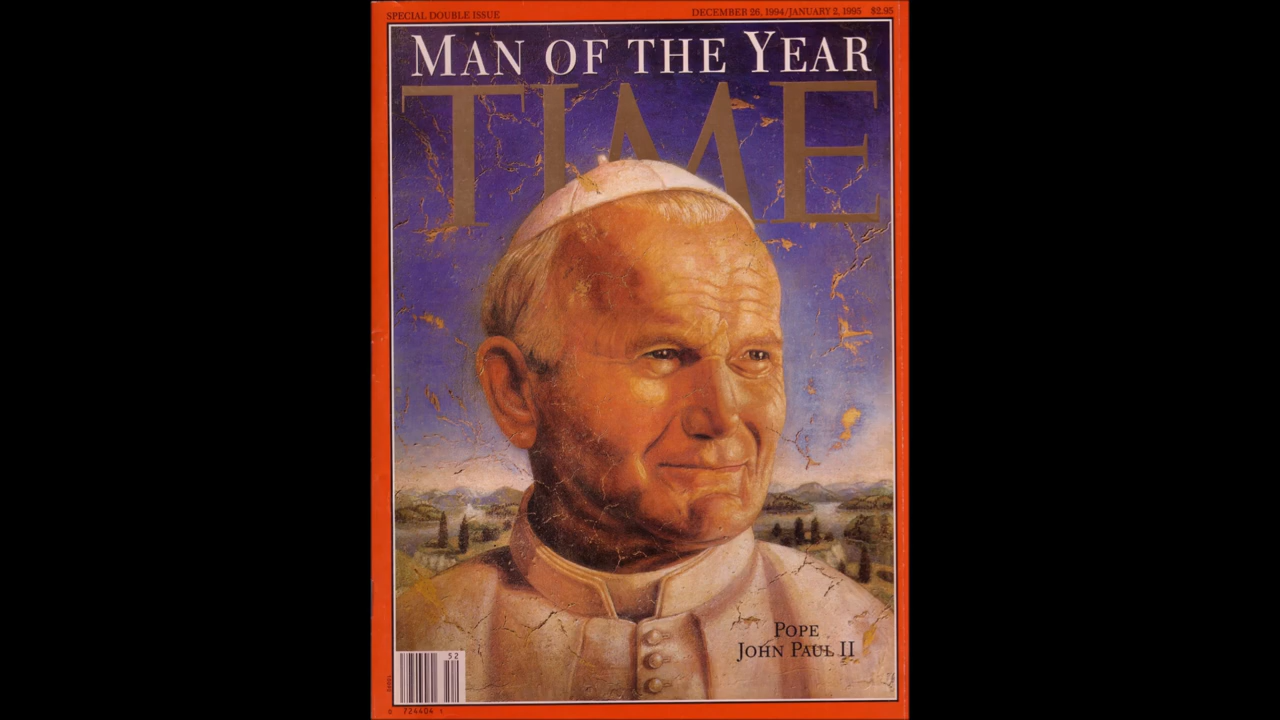 SPECIAL DOUBLE ISSUE
DECEMBER 26, 1994/JANUARY 2, 1995 $2.95
MAN OF THE YEAR
TIME
POPE
JOHN PAUL II
52
724404